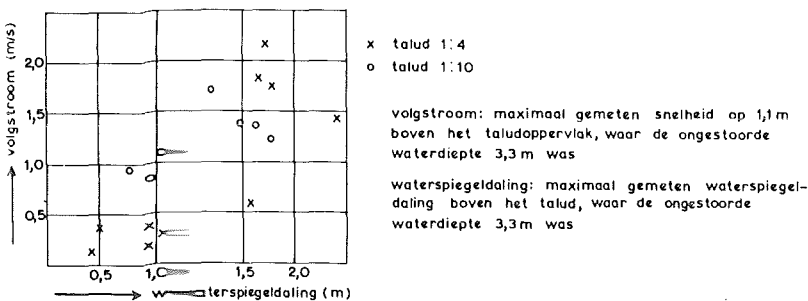 volgstroom (m/s)
2,0
1,5
1,0
0,5
0,5 1,0 1,5 2,0
terspiegeldaling (m)
x talud 1:4
o talud 1:10
volgstroom: maximaal gemeten snelheid op 1,1 m
boven het taludoppervlak, waar de ongestoorde
waterdiepte 3,3 m was
waterspiegeldaling: maximaal gemeten waterspiegel-
daling boven het talud, waar de ongestoorde
waterdiepte 3,3 m was